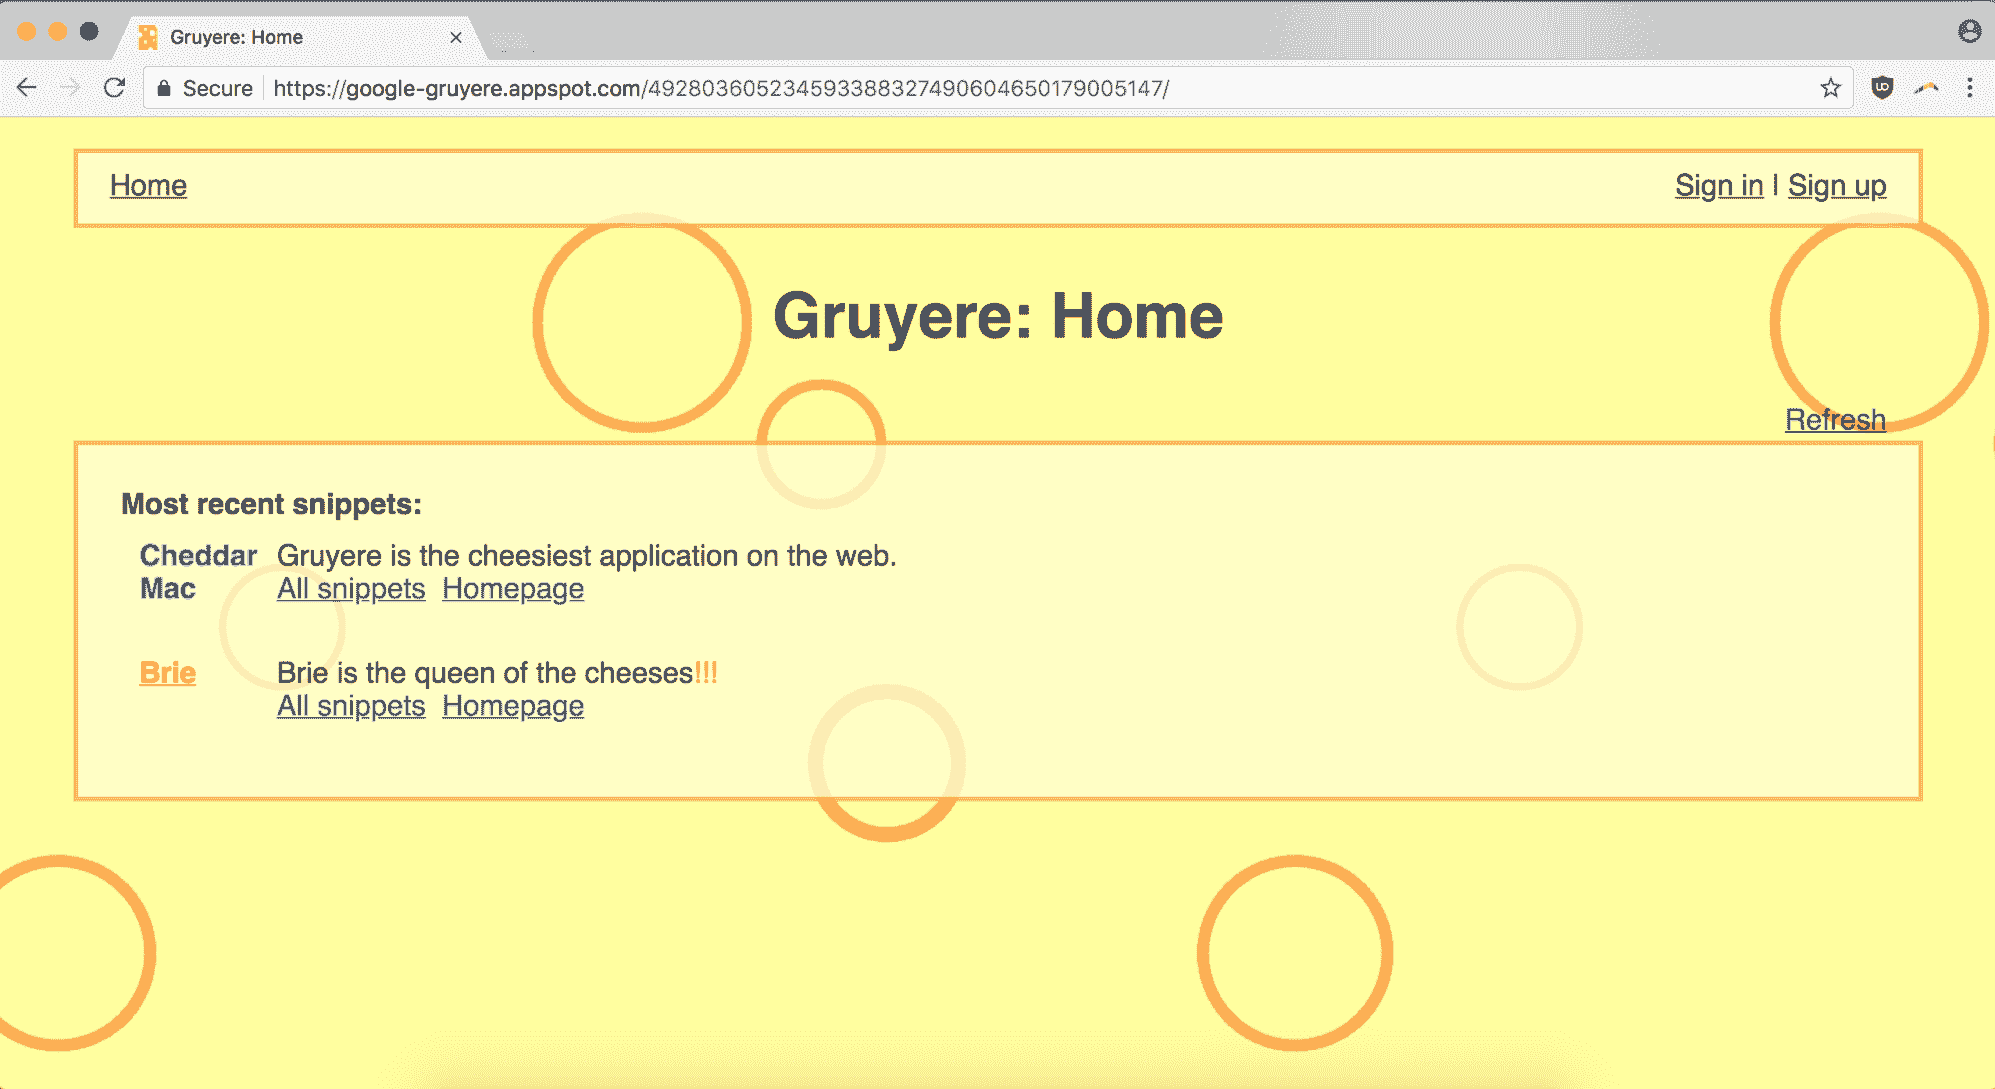 Gruyere: Home
Secure https://google-gruyere.appspot.com/492803605234593388327490604650179005147/
Home Sign in | Sign up
Gruyere: Home
Refresh
Most recent snippets:
Cheddar Gruyere is the cheesiest application on the web.
Mac All snippets Homepage
Brie Brie is the queen of the cheeses!!!
All snippets Homepage